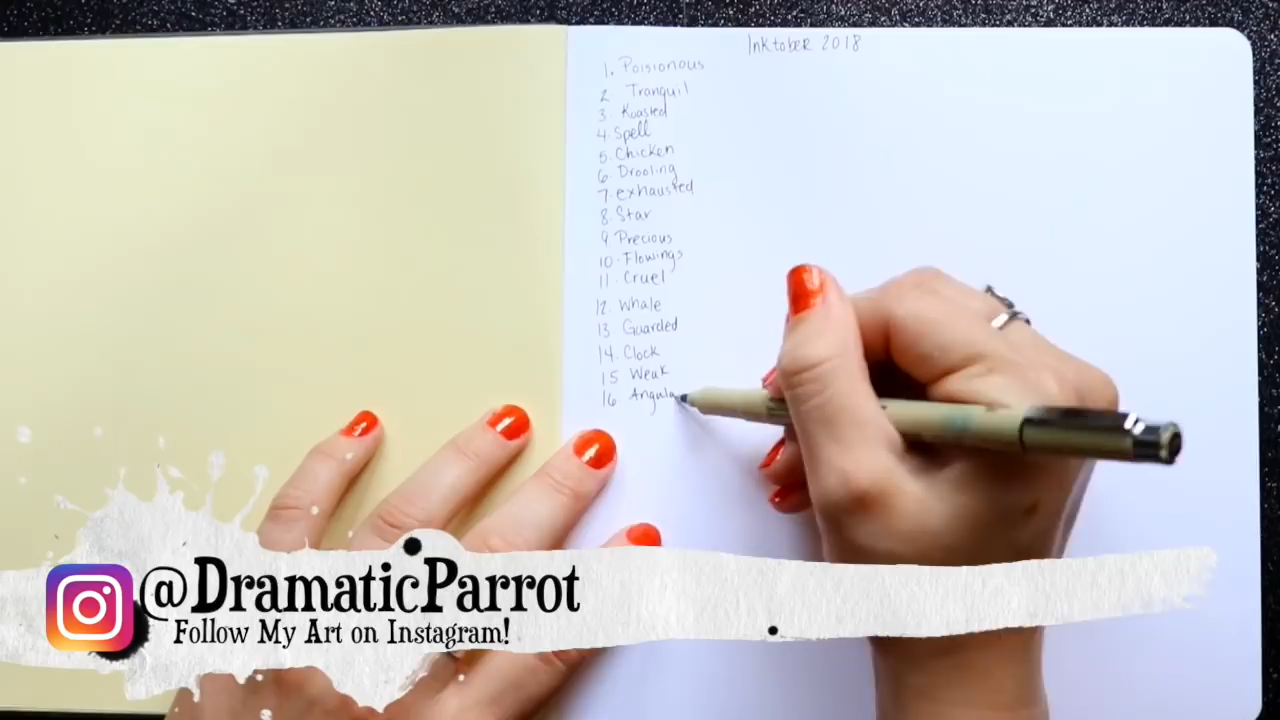 Inktober 2018
1. Poisionous
2 Tranquil
3. Roasted
4. Spell
5. Chicken
6. Drooling
7. exhausted
8. Star
9 Precious
10. Flowings
11. Cruel
12. Whale
13 Guarded
14. Clock
15 Weak
16 Angula
@DramaticParrot
Follow My Art on Instagram!